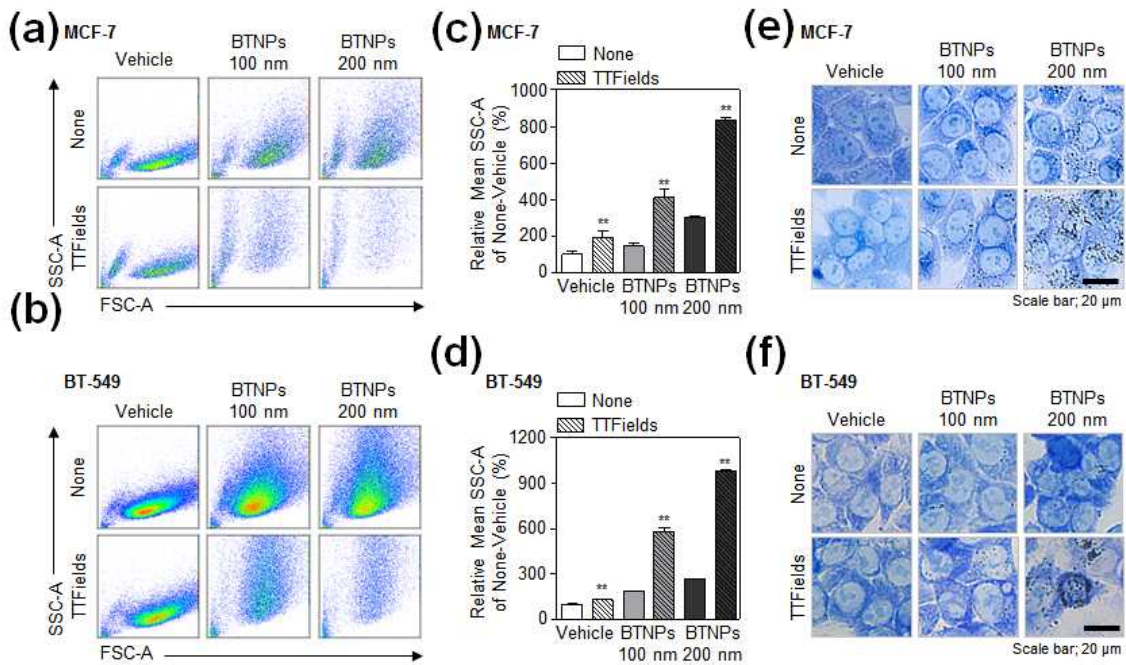 (a) MCF-7
Vehicle
BTNPs
100 nm
BTNPs
200 nm
None
TTFields
SSC-A
FSC-A
(c) MCF-7
None
TTFields
Relative Mean SSC-A
of None-Vehicle (%)
1000
800
600
400
200
0
**
**
**
Vehicle
BTNPs
100 nm
BTNPs
200 nm
(e) MCF-7
Vehicle
BTNPs
100 nm
BTNPs
200 nm
None
TTFields
Scale bar; 20 µm
(b)
BT-549
Vehicle
BTNPs
100 nm
BTNPs
200 nm
None
TTFields
SSC-A
FSC-A
(d)
BT-549
None
TTFields
Relative Mean SSC-A
of None-Vehicle (%)
1200
900
600
300
0
**
**
**
Vehicle
BTNPs
100 nm
BTNPs
200 nm
(f)
BT-549
Vehicle
BTNPs
100 nm
BTNPs
200 nm
None
TTFields
Scale bar; 20 µm